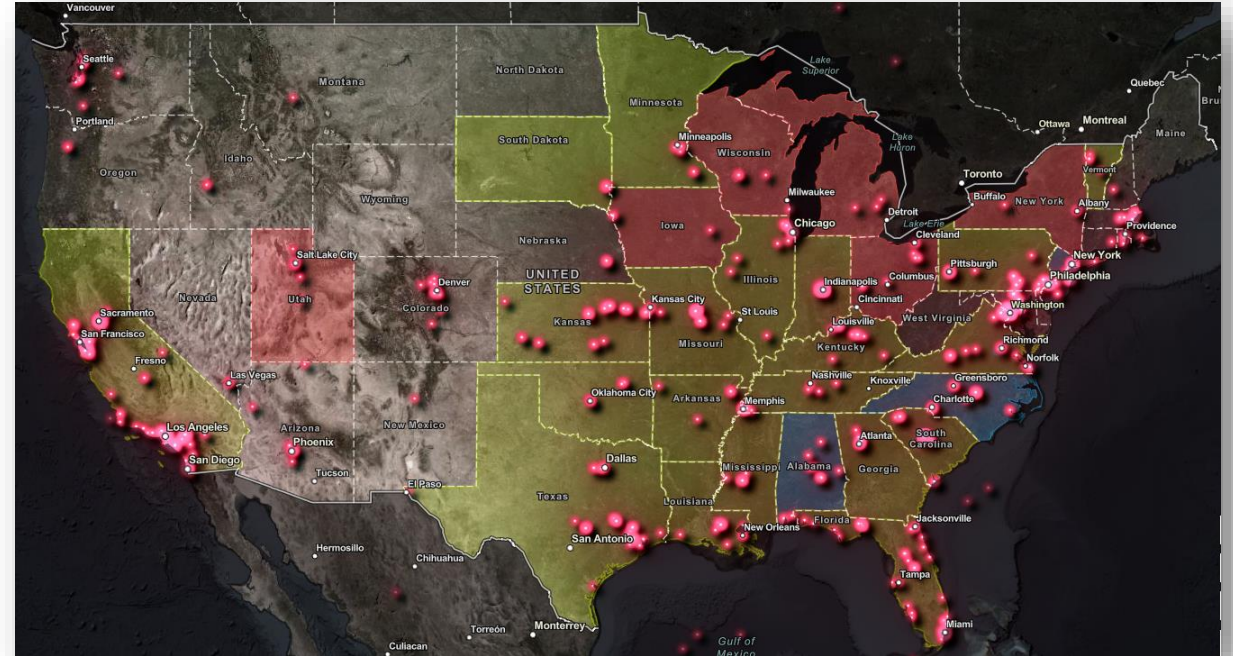 Vancouver
Seattle
Portland
Oregon
Idaho
Montana
North Dakota
South Dakota
Minnesota
Minneapolis
Lake
Superior
Wisconsin
Milwaukee
Chicago
Lake
Huron
Detroit
Lake Erie
Cleveland
Toronto
Buffalo
Ottawa
Montreal
Quebec
Maine
Vermont
New York
Albany
Providence
New York
Philadelphia
Pittsburgh
Washington
Wyoming
Nebraska
Iowa
UNITED
STATES
Salt Lake City
Utah
Nevada
Denver
Colorado
Sacramento
San Francisco
Fresno
Las Vegas
Los Angeles
San Diego
Arizona
Phoenix
Tucson
New Mexico
El Paso
Kansas
Kansas City
Missouri
St Louis
Illinois
Indianapolis
Columbus
Cincinnati
Louisville
Kentucky
West Virginia
Richmond
Norfolk
Greensboro
Charlotte
Knoxville
Nashville
Memphis
Arkansas
Oklahoma City
Dallas
Texas
San Antonio
Louisiana
Mississippi
Alabama
Atlanta
Georgia
South
Carolina
New Orleans
Florida
Jacksonville
Tampa
Miami
Hermosillo
Chihuahua
Torreón
Monterrey
Culiacan
Gulf of
Mexico